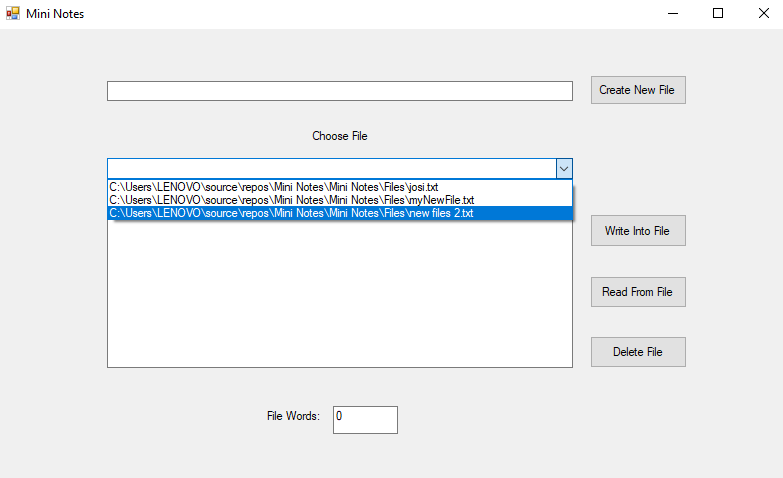 Mini Notes
Create New File
Choose File
C:\Users\LENOVO\source\repos\Mini Notes\Mini Notes\Files\josi.txt
C:\Users\LENOVO\source\repos\Mini Notes\Mini Notes\Files\myNewFile.txt
C:\Users\LENOVO\source\repos\Mini Notes\Mini Notes\Files\new files 2.txt
Write Into File
Read From File
Delete File
File Words: 0